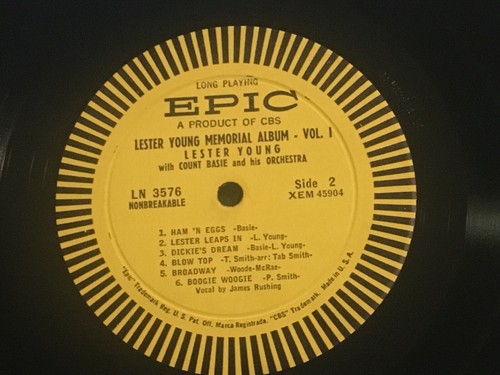 LONG PLAYING
EPIC
A PRODUCT OF CBS
LESTER YOUNG MEMORIAL ALBUM - VOL. 1
LESTER YOUNG
with COUNT BASIE and his ORCHESTRA
LN 3576
NONBREAKABLE
Side 2
XEM 45904
1. HAM 'N EGGS -Basie-
2. LESTER LEAPS IN -L. Young-
3. DICKIE'S DREAM -Basie-L. Young-
4. BLOW TOP -T. Smith-arr: Tab Smith-
5. BROADWAY -Woode-McRae-
6. BOOGIE WOOGIE -P. Smith-
Vocal by James Rushing
"Epic" Trademark Reg. U.S. Pat. Off. Marca Registrada. "CBS" Trademark. Made in U.S.A.